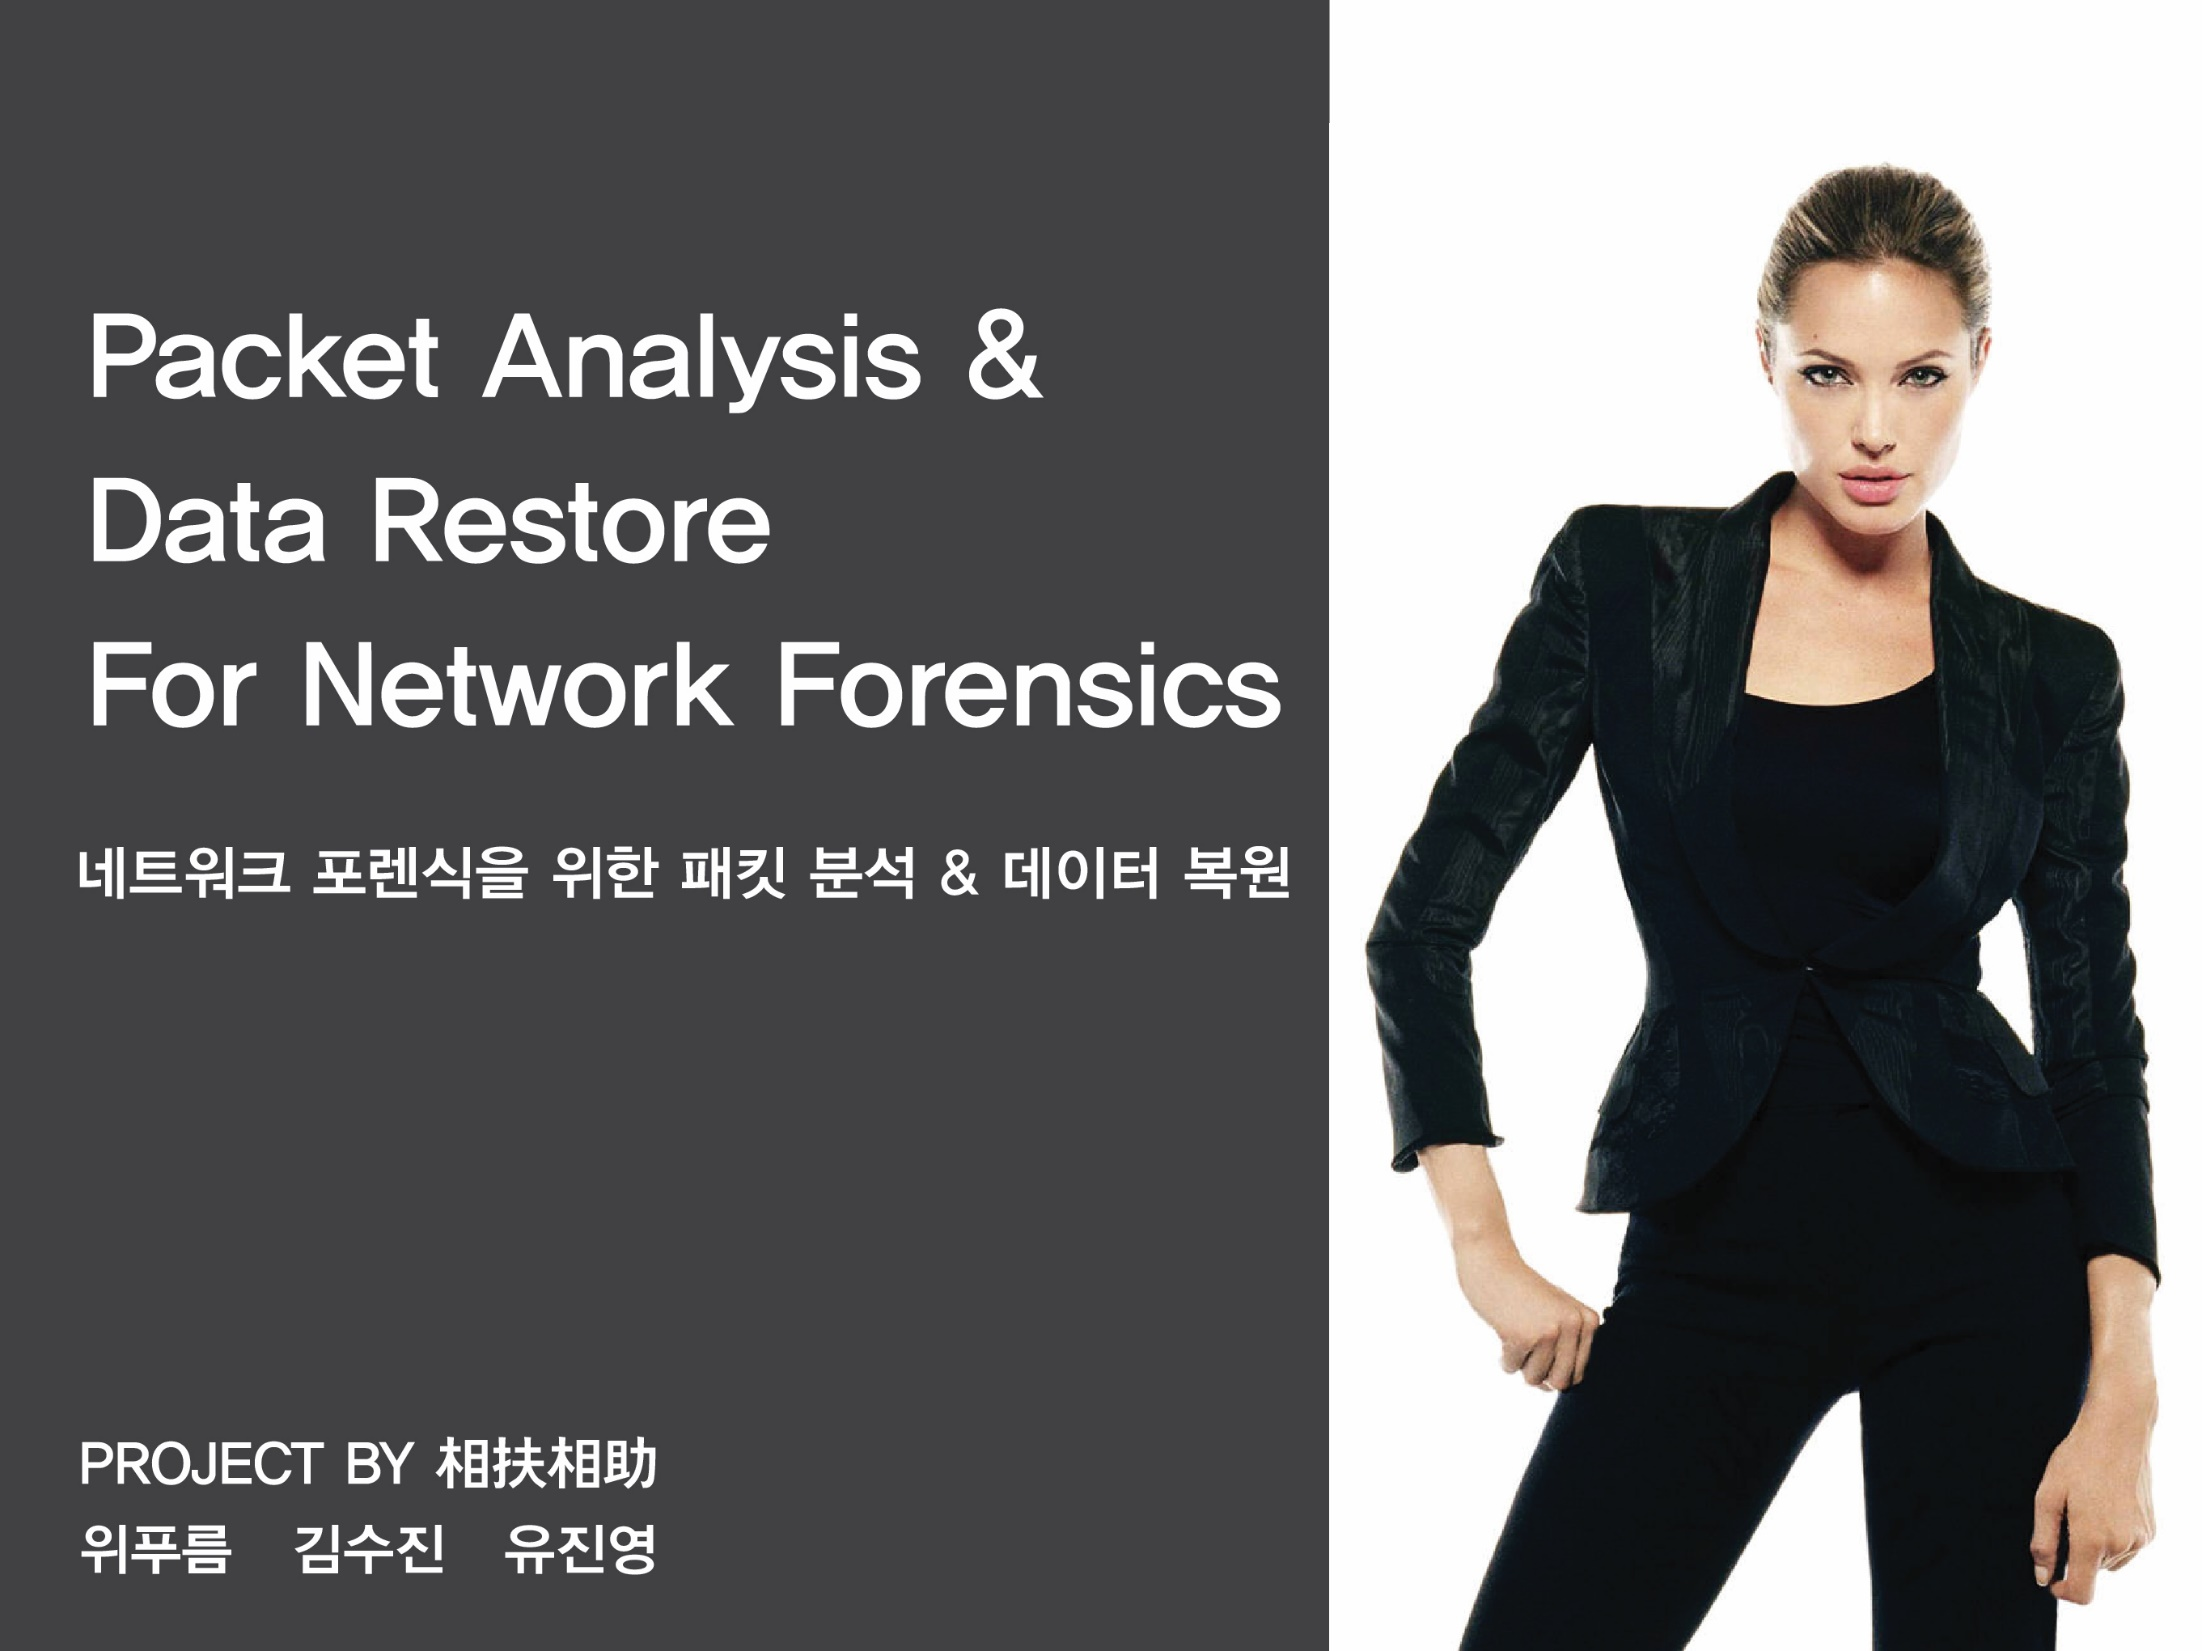 Packet Analysis &
Data Restore
For Network Forensics
네트워크 포렌식을 위한 패킷 분석 & 데이터 복원
PROJECT BY 相扶相助
위푸름 김수진 유진영